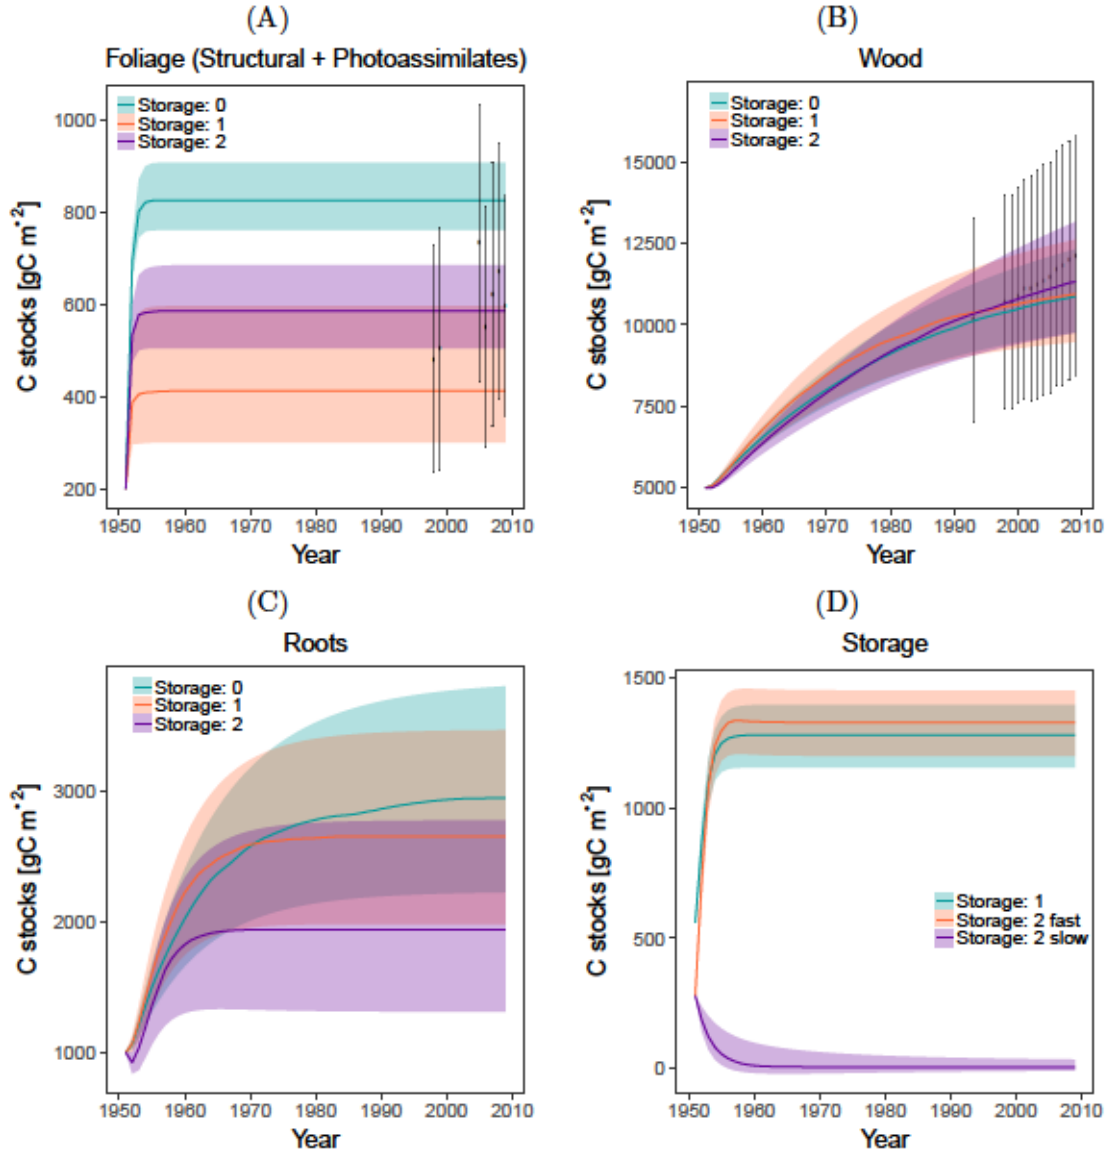 (A)
Foliage (Structural + Photoassimilates)
Storage: 0
Storage: 1
Storage: 2
1000
800
600
400
200
C stocks [gC m⁻²]
1950 1960 1970 1980 1990 2000 2010
Year
(B)
Wood
Storage: 0
Storage: 1
Storage: 2
15000
12500
10000
7500
5000
C stocks [gC m⁻²]
1950 1960 1970 1980 1990 2000 2010
Year
(C)
Roots
Storage: 0
Storage: 1
Storage: 2
3000
2000
1000
C stocks [gC m⁻²]
1950 1960 1970 1980 1990 2000 2010
Year
(D)
Storage
1500
1000
500
0
C stocks [gC m⁻²]
Storage: 1
Storage: 2 fast
Storage: 2 slow
1950 1960 1970 1980 1990 2000 2010
Year